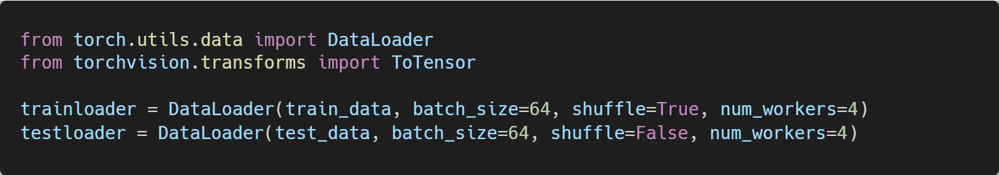 from torch.utils.data import DataLoader
from torchvision.transforms import ToTensor
trainloader = DataLoader(train_data, batch_size=64, shuffle=True, num_workers=4)
testloader = DataLoader(test_data, batch_size=64, shuffle=False, num_workers=4)